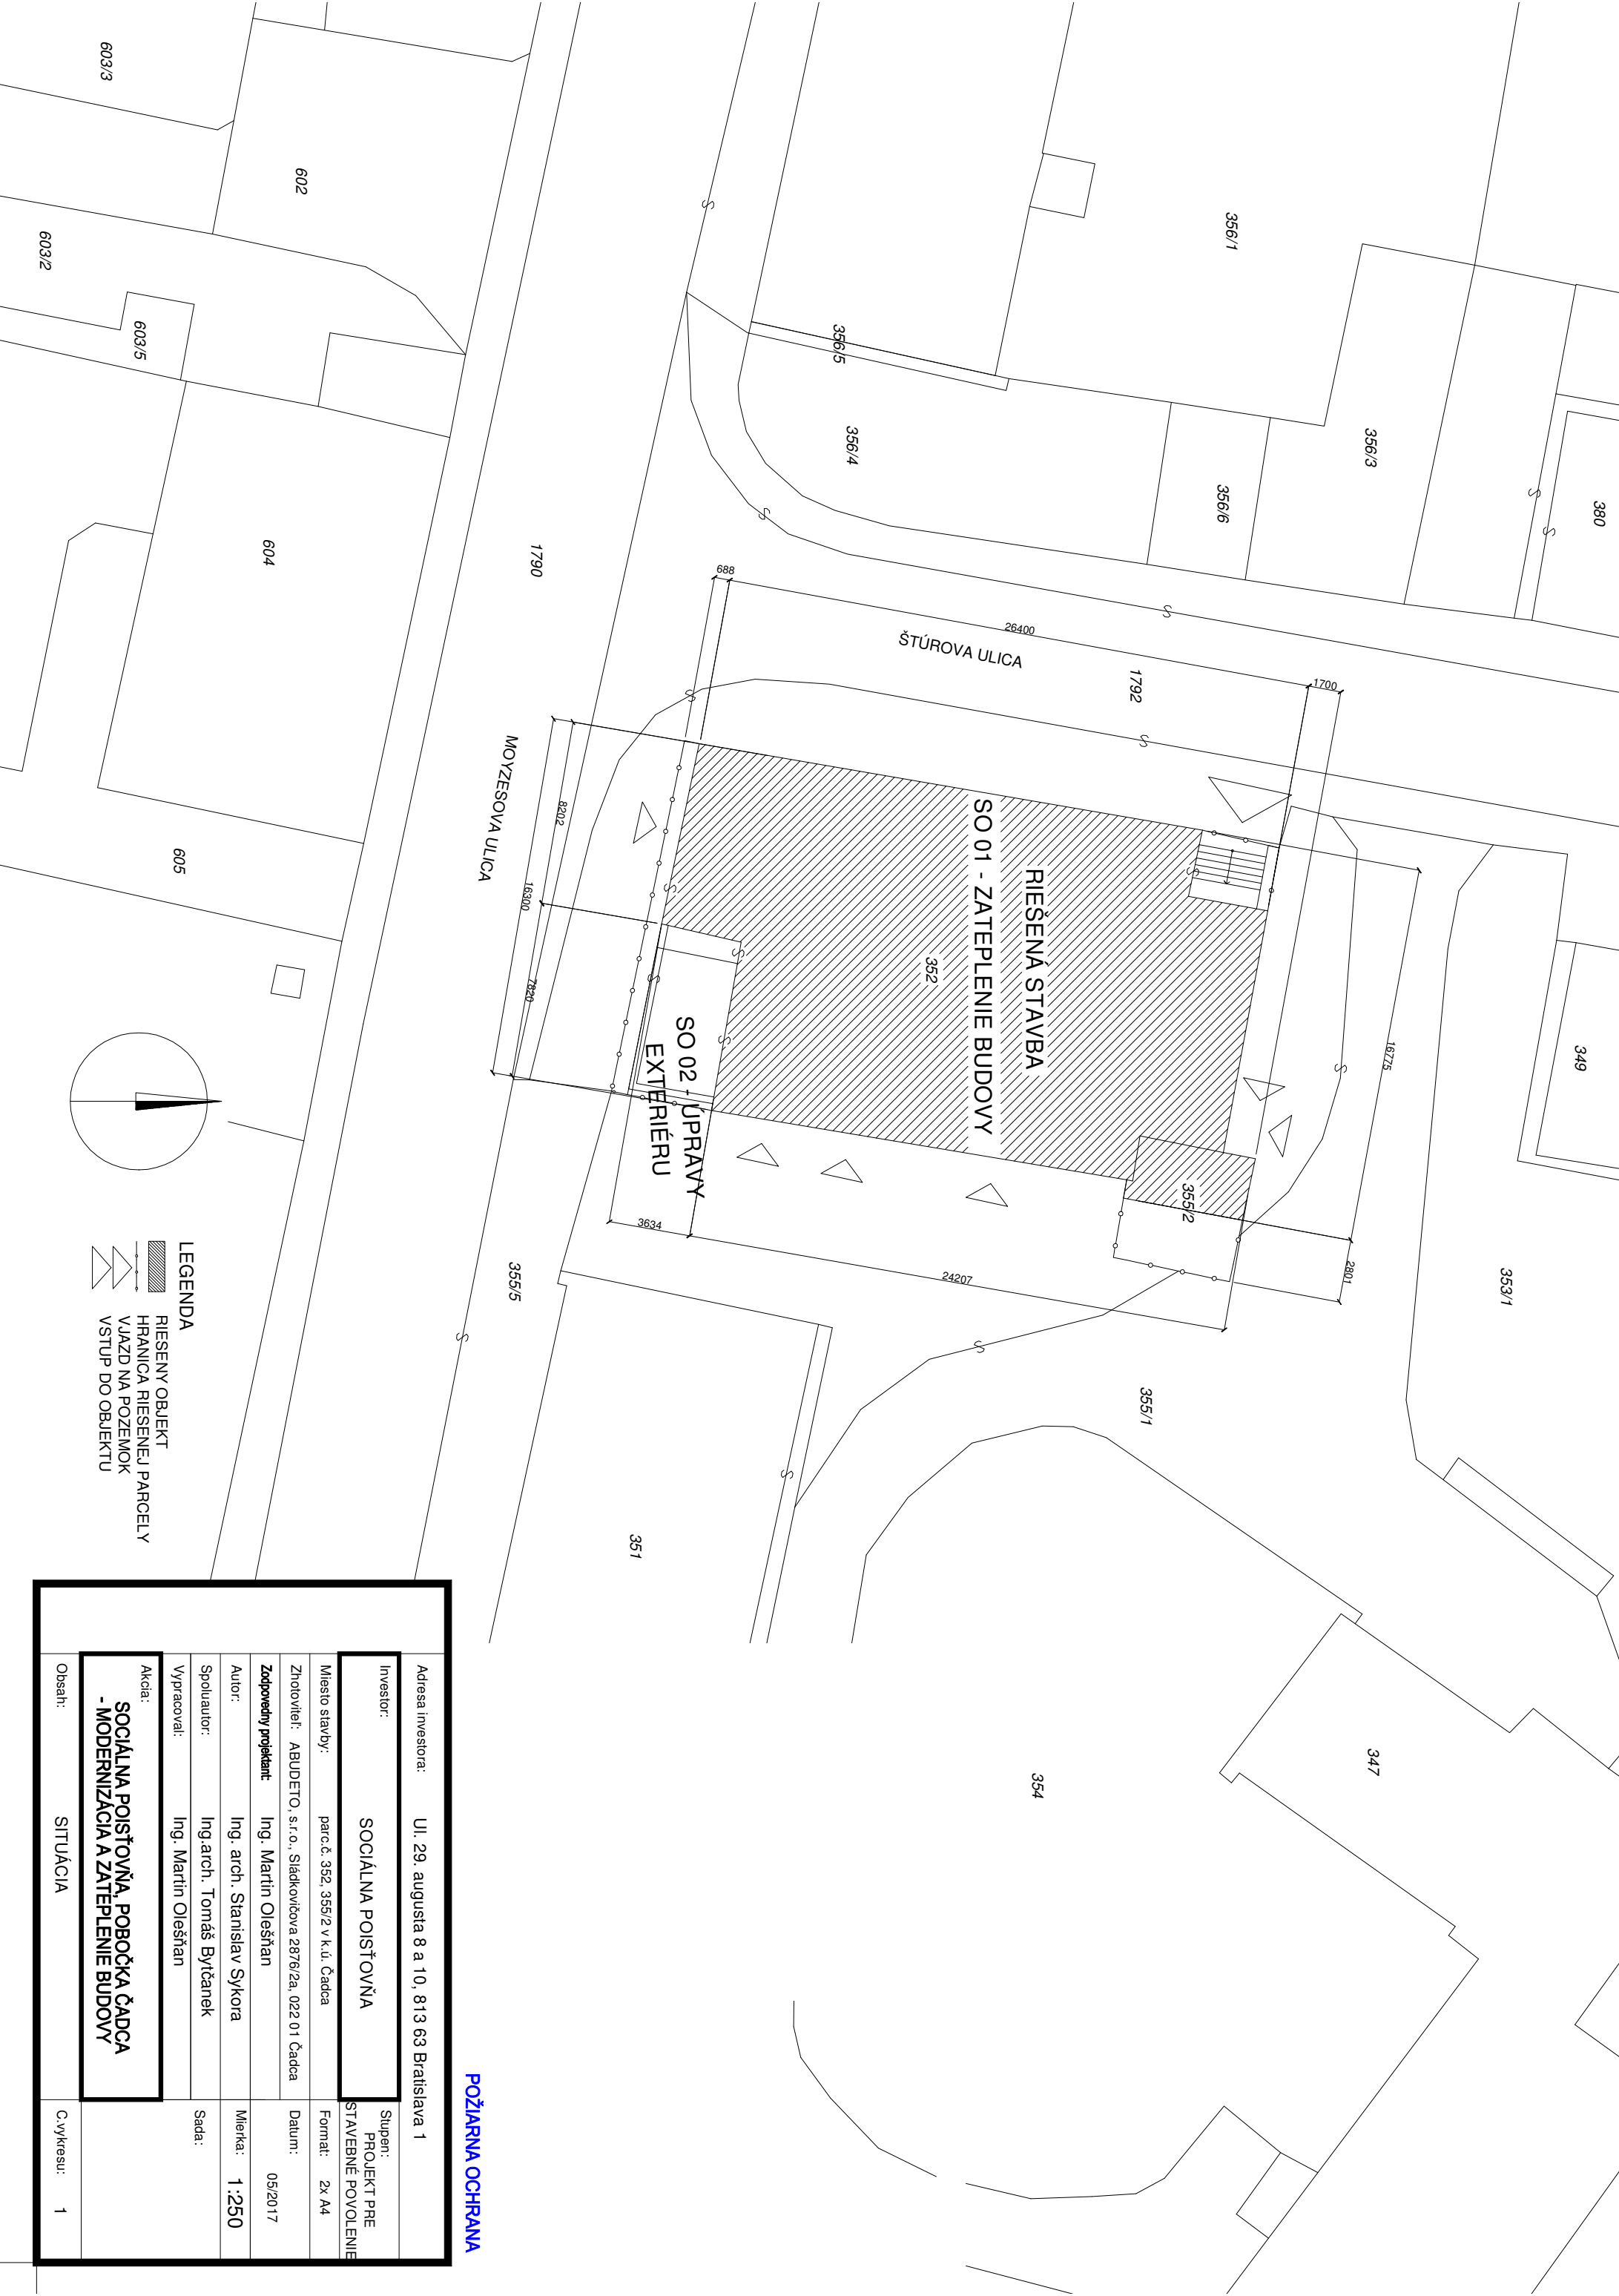 380
349
353/1
347
356/1
356/3
356/6
356/5
356/4
1700
1792
26400
ŠTÚROVA ULICA
688
16775
2801
355/2
355/1
354
RIEŠENÁ STAVBA
SO 01 - ZATEPLENIE BUDOVY
352
24207
3634
SO 02 - ÚPRAVY
EXTERIÉRU
351
355/5
1790
MOYZESOVA ULICA
8202
7820
16300
602
603/3
603/2
603/5
604
605
LEGENDA
RIESENY OBJEKT
HRANICA RIESENEJ PARCELY
VJAZD NA POZEMOK
VSTUP DO OBJEKTU
POŽIARNA OCHRANA
Adresa investora: Ul. 29. augusta 8 a 10, 813 63 Bratislava 1
Investor: SOCIÁLNA POISŤOVŇA
Stupen: PROJEKT PRE
STAVEBNÉ POVOLENIE
Miesto stavby: parc.č. 352, 355/2 v k.ú. Čadca
Format: 2x A4
Zhotoviteľ: ABUDETO, s.r.o., Sládkovičova 2876/2a, 022 01 Čadca
Datum: 05/2017
Zodpovedny projektant: Ing. Martin Olešňan
Autor: Ing. arch. Stanislav Sykora
Mierka: 1:250
Spoluautor: Ing.arch. Tomáš Bytčanek
Sada:
Vypracoval: Ing. Martin Olešňan
Akcia: SOCIÁLNA POISŤOVŇA, POBOČKA ČADCA
- MODERNIZÁCIA A ZATEPLENIE BUDOVY
Obsah: SITUÁCIA
C.vykresu: 1